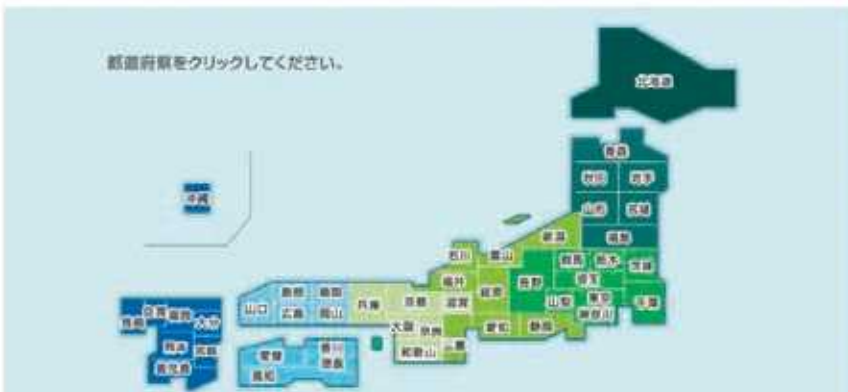 都道府県をクリックしてください。
北海道
青森
秋田 岩手
沖縄
山形 宮城
新潟 福島
石川 富山
群馬 栃木 茨城
福井 岐阜 長野 埼玉
島根 鳥取 兵庫 京都 滋賀 山梨 東京 千葉
山口 広島 岡山 神奈川
長崎 佐賀 福岡 大分
大阪 奈良 三重 愛知 静岡
熊本 宮崎
愛媛 香川 和歌山
鹿児島
高知 徳島